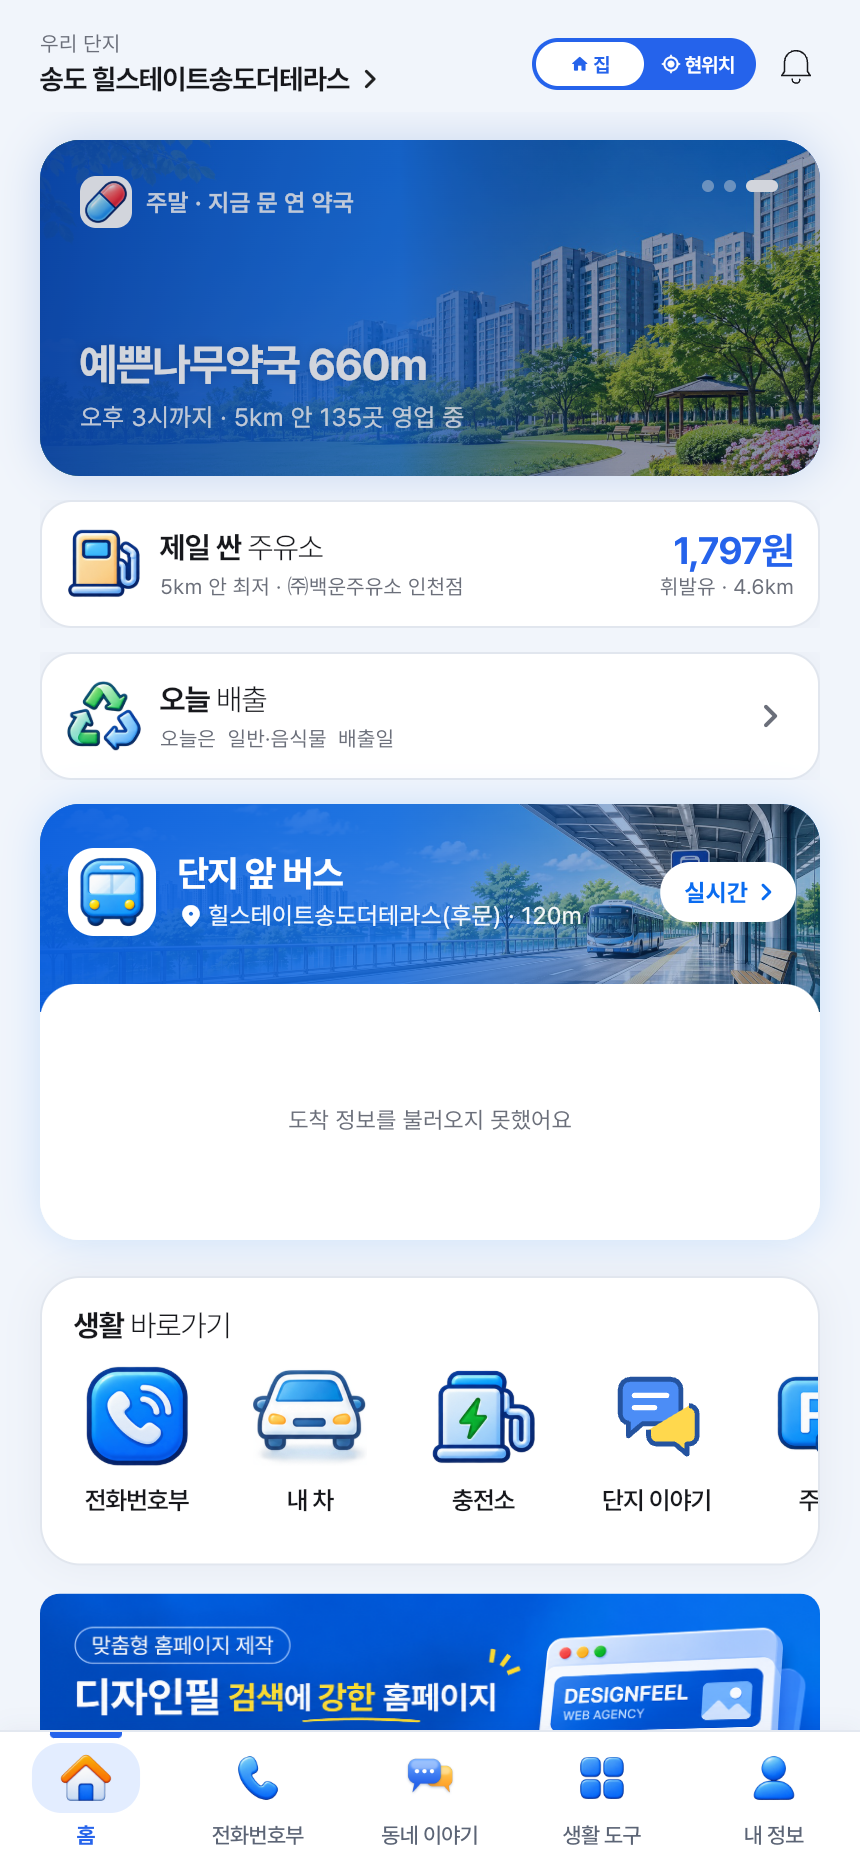 우리 단지
송도 힐스테이트송도더테라스
집
현위치
주말 · 지금 문 연 약국
예쁜나무약국 660m
오후 3시까지 · 5km 안 135곳 영업 중
제일 싼 주유소
1,797원
5km 안 최저 · ㈜백운주유소 인천점
휘발유 · 4.6km
오늘 배출
오늘은 일반·음식물 배출일
단지 앞 버스
힐스테이트송도더테라스(후문) · 120m
실시간
도착 정보를 불러오지 못했어요
생활 바로가기
전화번호부
내 차
충전소
단지 이야기
주
맞춤형 홈페이지 제작
디자인필 검색에 강한 홈페이지
DESIGNFEEL
WEB AGENCY
홈
전화번호부
동네 이야기
생활 도구
내 정보